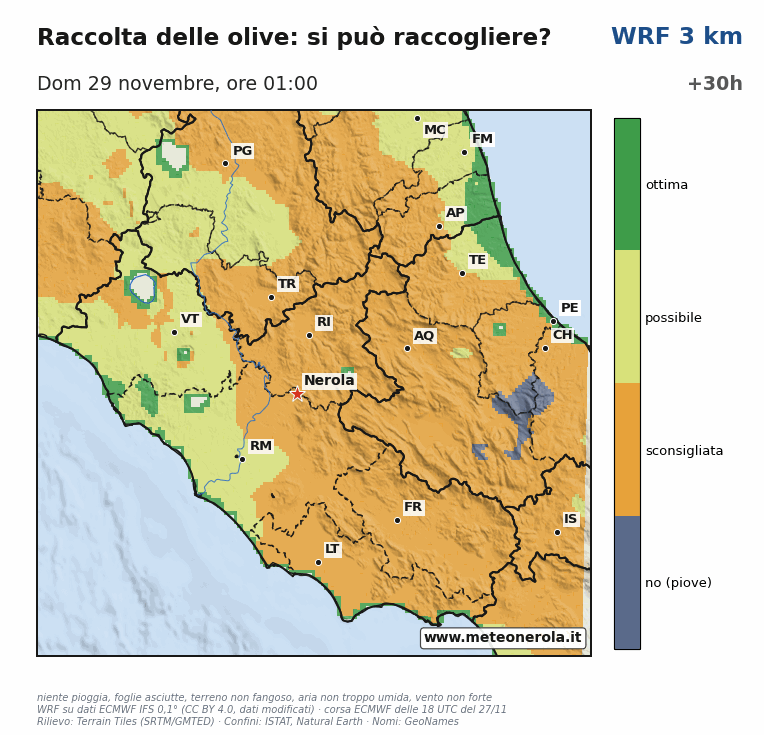 Raccolta delle olive: si può raccogliere?
WRF 3 km
Dom 29 novembre, ore 01:00
+30h
MC
FM
PG
AP
TE
TR
PE
VT
RI
AQ
CH
Nerola
RM
FR
IS
LT
www.meteonerola.it
ottima
possibile
sconsigliata
no (piove)
niente pioggia, foglie asciutte, terreno non fangoso, aria non troppo umida, vento non forte
WRF su dati ECMWF IFS 0,1° (CC BY 4.0, dati modificati) · corsa ECMWF delle 18 UTC del 27/11
Rilievo: Terrain Tiles (SRTM/GMTED) · Confini: ISTAT, Natural Earth · Nomi: GeoNames